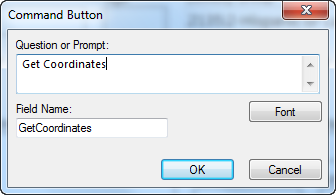 Command Button
Question or Prompt:
Get Coordinates
Field Name:
Font
GetCoordinates
OK
Cancel